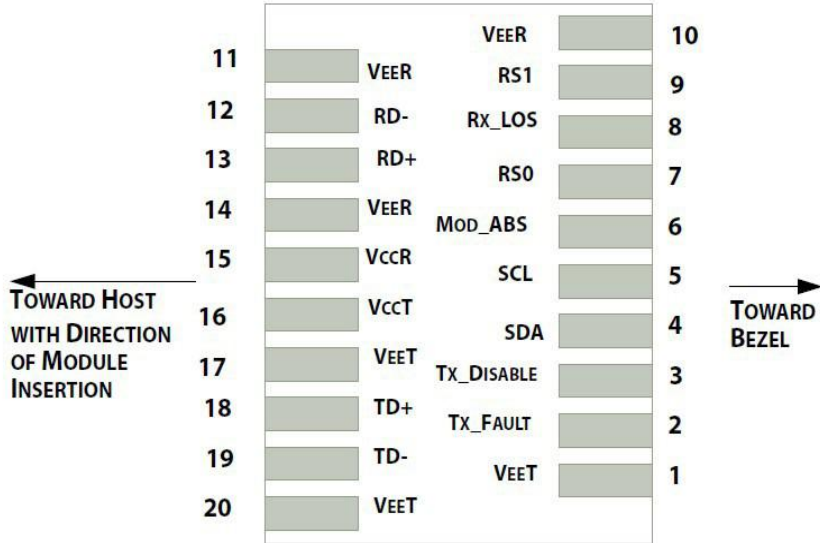 11 VEER
12 RD-
13 RD+
14 VEER
15 VCCR
16 VCCT
17 VEET
18 TD+
19 TD-
20 VEET
VEER 10
RS1 9
RX_LOS 8
RS0 7
MOD_ABS 6
SCL 5
SDA 4
TX_DISABLE 3
TX_FAULT 2
VEET 1
TOWARD HOST
WITH DIRECTION
OF MODULE
INSERTION
TOWARD
BEZEL